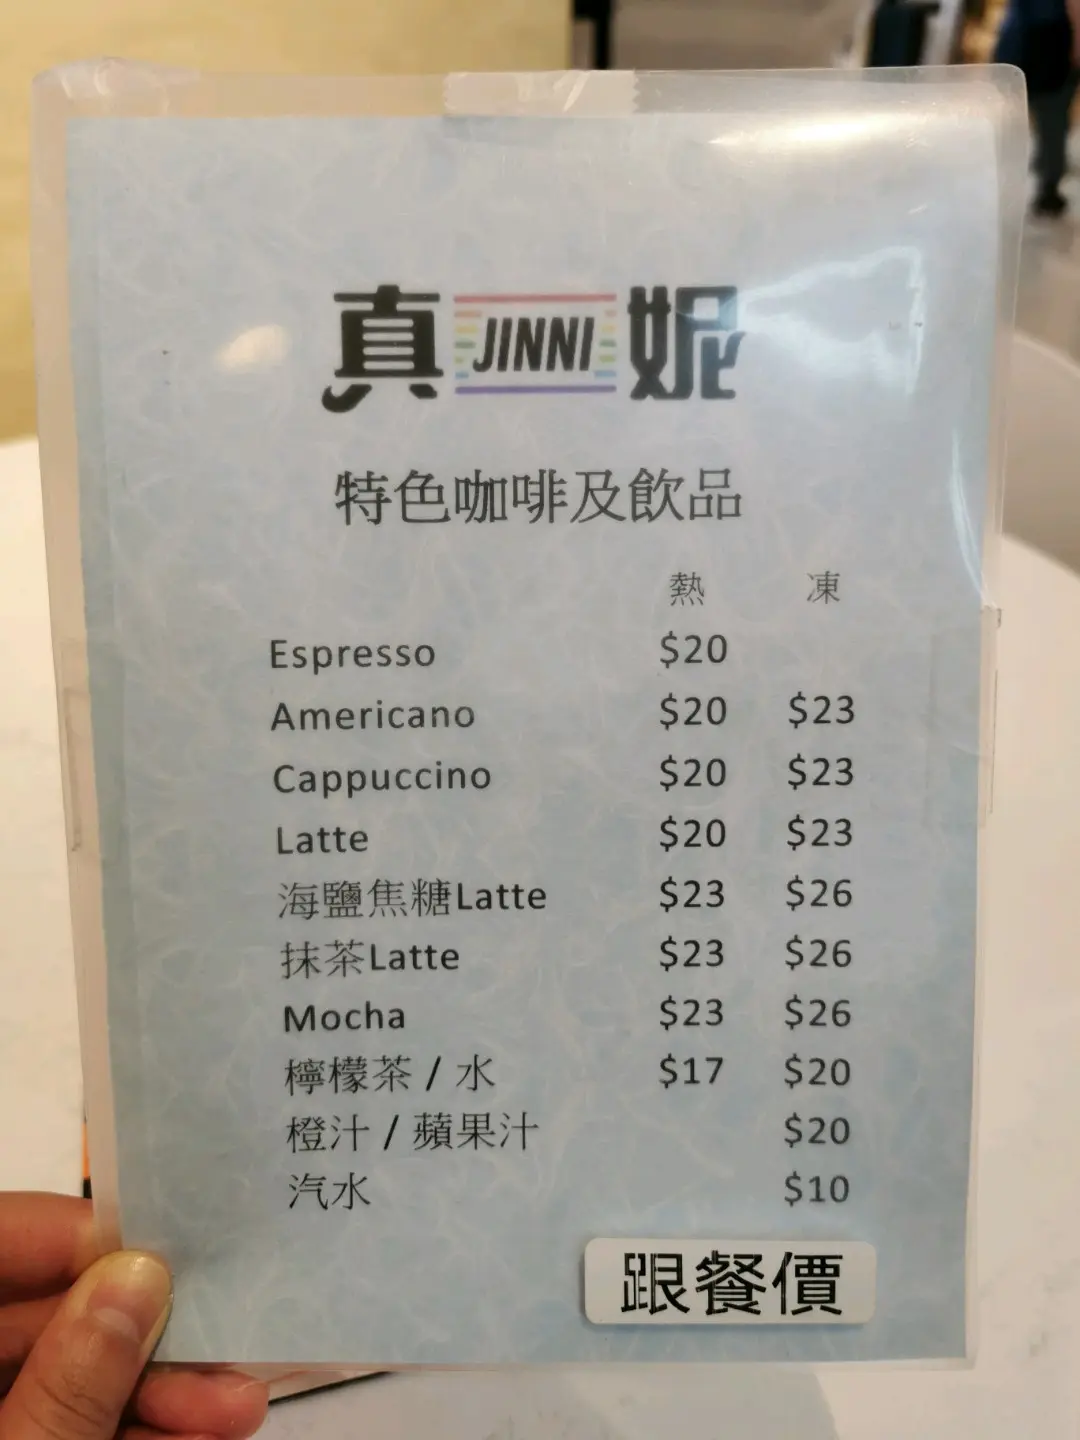 真 JINNI 妮
特色咖啡及飲品
熱 凍
Espresso $20
Americano $20 $23
Cappuccino $20 $23
Latte $20 $23
海鹽焦糖Latte $23 $26
抹茶Latte $23 $26
Mocha $23 $26
檸檬茶 / 水 $17 $20
橙汁 / 蘋果汁 $20
汽水 $10
跟餐價